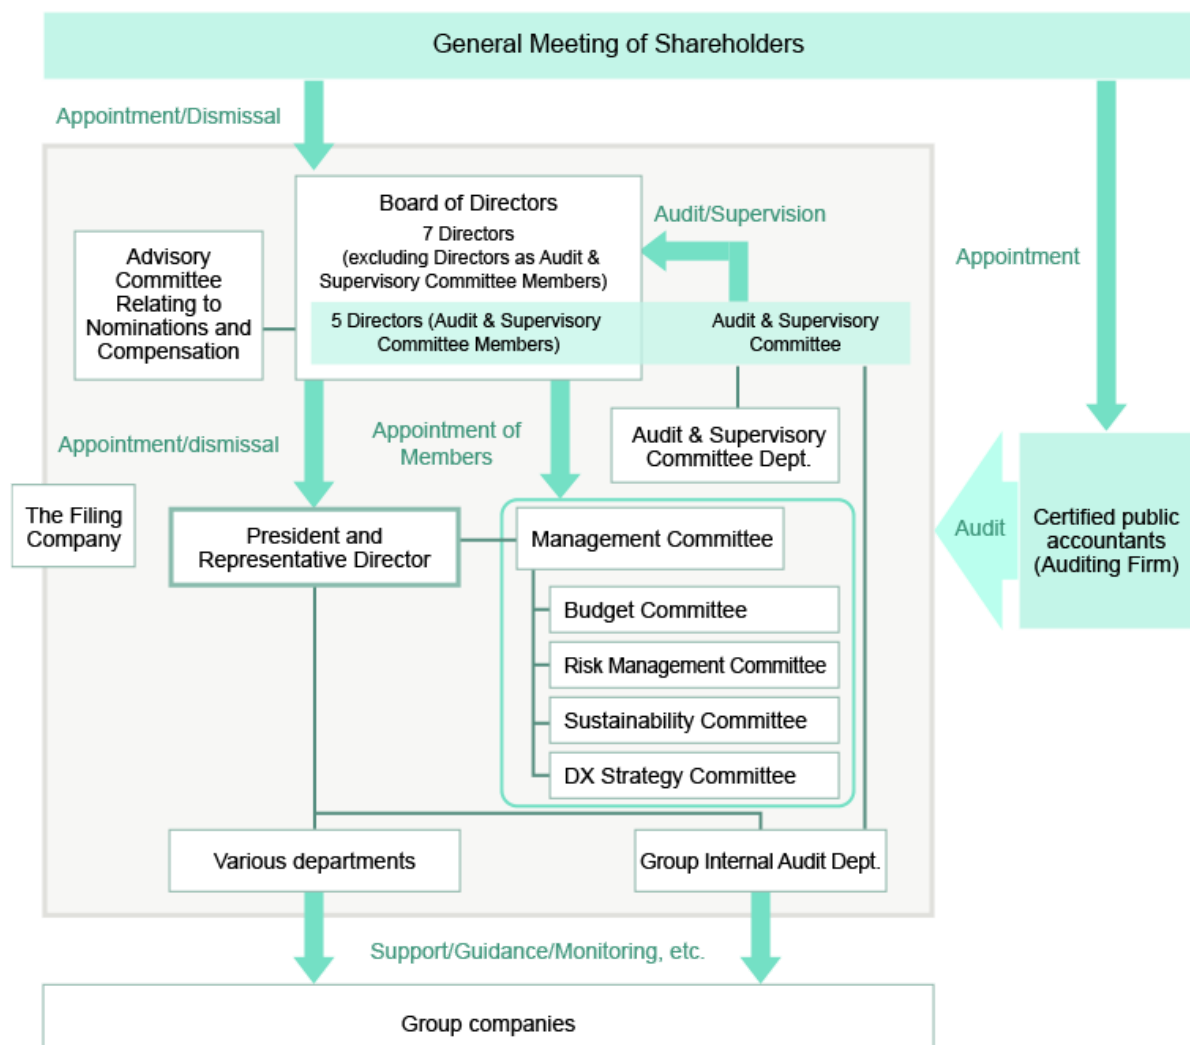 General Meeting of Shareholders
Appointment/Dismissal
Board of Directors
7 Directors
(excluding Directors as Audit &
Supervisory Committee Members)
Audit/Supervision
Appointment
Advisory
Committee
Relating to
Nominations and
Compensation
5 Directors (Audit & Supervisory
Committee Members)
Audit & Supervisory
Committee
Appointment/dismissal
Appointment of
Members
Audit & Supervisory
Committee Dept.
The Filing
Company
President and
Representative Director
Management Committee
Audit
Certified public
accountants
(Auditing Firm)
Budget Committee
Risk Management Committee
Sustainability Committee
DX Strategy Committee
Various departments
Group Internal Audit Dept.
Support/Guidance/Monitoring, etc.
Group companies